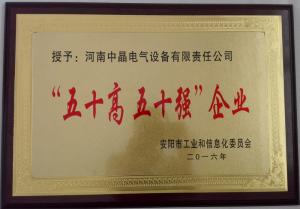 授予：河南中晶电气设备有限责任公司
“五十高五十强”企业
安阳市工业和信息化委员会
二〇一六年